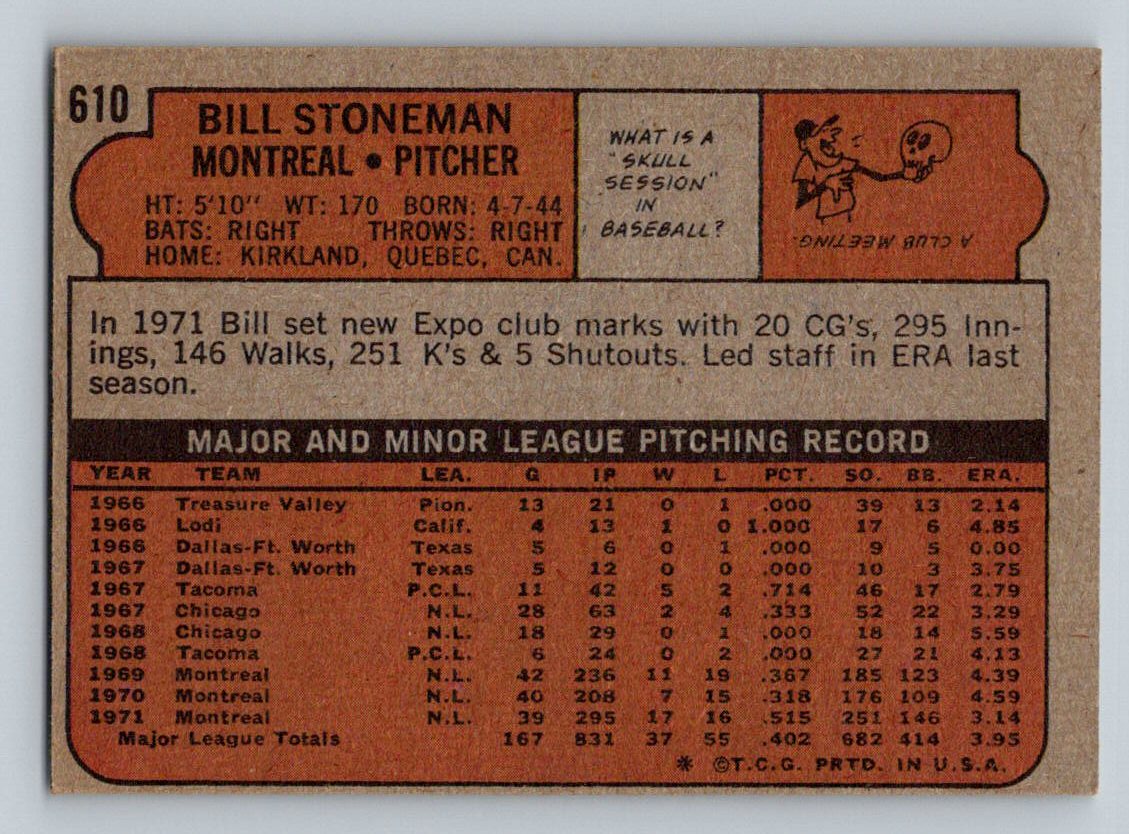 610
BILL STONEMAN
MONTREAL • PITCHER
HT: 5'10" WT: 170 BORN: 4-7-44
BATS: RIGHT THROWS: RIGHT
HOME: KIRKLAND, QUEBEC, CAN.
WHAT IS A
"SKULL
SESSION"
IN
BASEBALL?
A CLUB MEETING.
In 1971 Bill set new Expo club marks with 20 CG's, 295 Inn-
ings, 146 Walks, 251 K's & 5 Shutouts. Led staff in ERA last
season.
MAJOR AND MINOR LEAGUE PITCHING RECORD
YEAR TEAM LEA. G IP W L PCT. SO. BB. ERA.
1966 Treasure Valley Pion. 13 21 0 1 .000 39 13 2.14
1966 Lodi Calif. 4 13 1 0 1.000 17 6 4.85
1966 Dallas-Ft. Worth Texas 5 6 0 1 .000 9 5 0.00
1967 Dallas-Ft. Worth Texas 5 12 0 0 .000 10 3 3.75
1967 Tacoma P.C.L. 11 42 5 2 .714 46 17 2.79
1967 Chicago N.L. 28 63 2 4 .333 52 22 3.29
1968 Chicago N.L. 18 29 0 1 .000 18 14 5.59
1968 Tacoma P.C.L. 6 24 0 2 .000 27 21 4.13
1969 Montreal N.L. 42 236 11 19 .367 185 123 4.39
1970 Montreal N.L. 40 208 7 15 .318 176 109 4.59
1971 Montreal N.L. 39 295 17 16 .515 251 146 3.14
Major League Totals 167 831 37 55 .402 682 414 3.95
* ©T.C.G. PRTD. IN U.S.A.